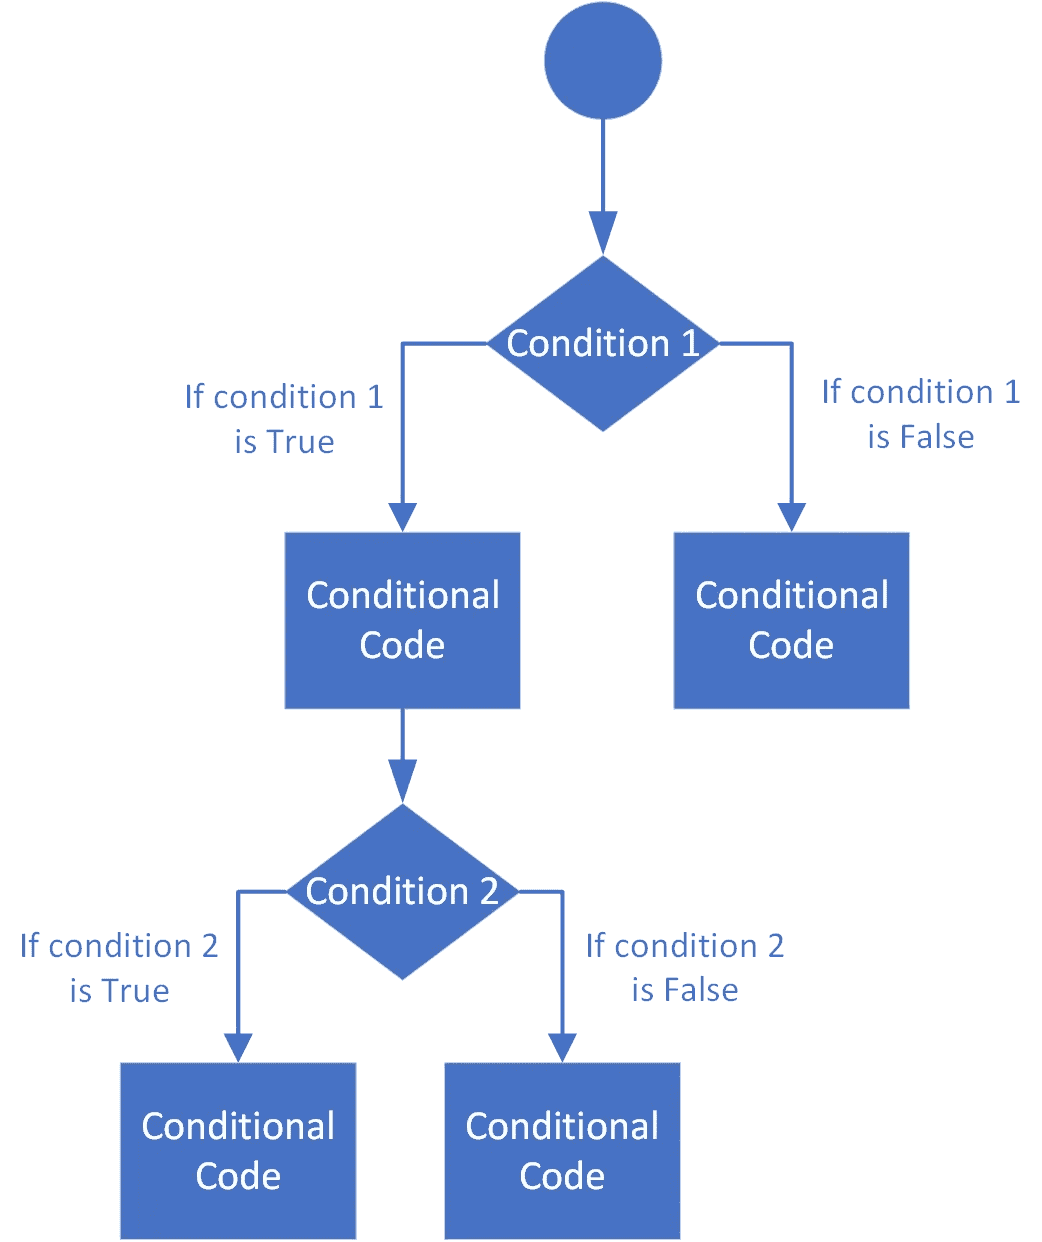 Condition 1
If condition 1
is True
If condition 1
is False
Conditional
Code
Conditional
Code
Condition 2
If condition 2
is True
If condition 2
is False
Conditional
Code
Conditional
Code